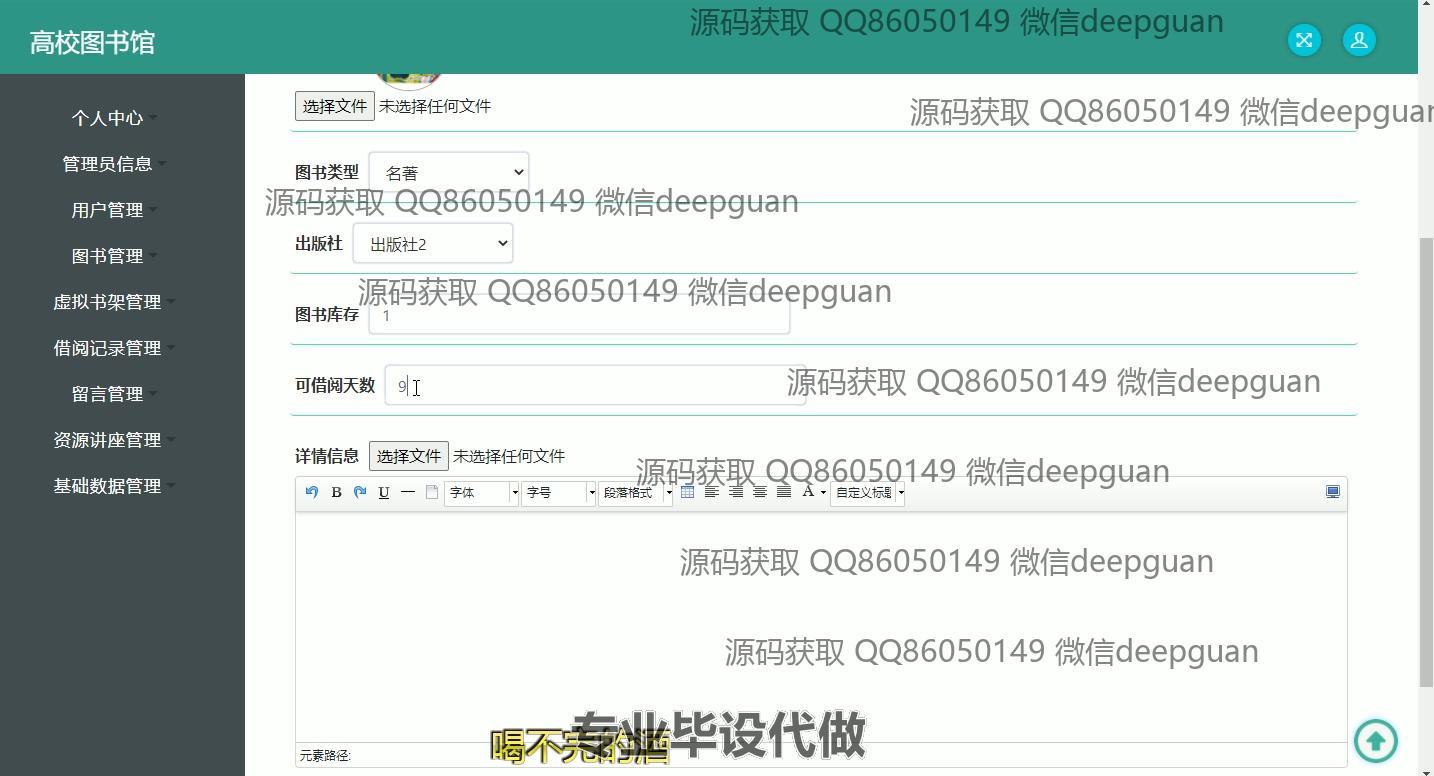 源码获取 QQ86050149 微信deepguan
高校图书馆
源码获取 QQ86050149 微信deepguan
选择文件 未选择任何文件
个人中心
管理员信息
用户管理
图书管理
虚拟书架管理
借阅记录管理
留言管理
资源讲座管理
基础数据管理
图书类型 名著
源码获取 QQ86050149 微信deepguan
出版社 出版社2
源码获取 QQ86050149 微信deepguan
图书库存 1
可借阅天数 9
源码获取 QQ86050149 微信deepguan
详情信息 选择文件 未选择任何文件
源码获取 QQ86050149 微信deepguan
B U 字体 字号 段落格式 A 自定义标题
源码获取 QQ86050149 微信deepguan
源码获取 QQ86050149 微信deepguan
专业毕设代做
喝不完的酒
元素路径: